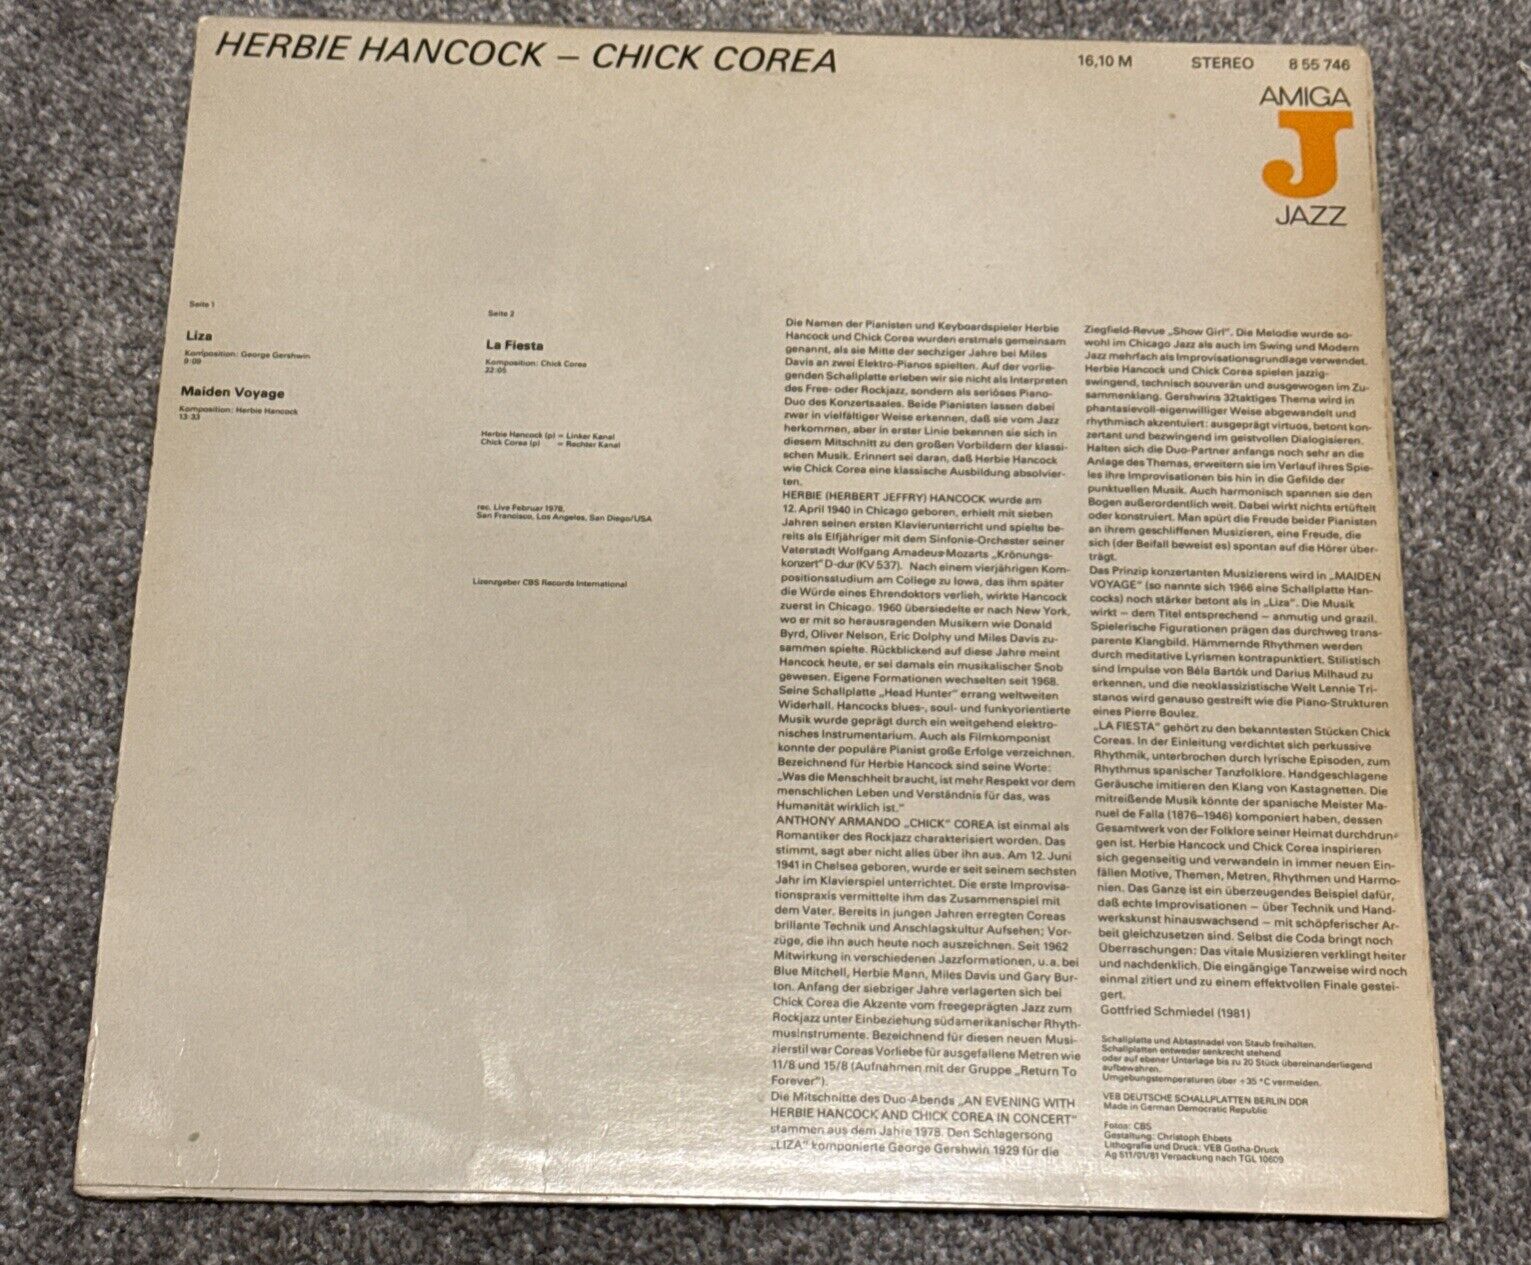 HERBIE HANCOCK – CHICK COREA
16,10 M STEREO 8 55 746
AMIGA
J
JAZZ
Seite 1
Liza
Komposition: George Gershwin
9:09
Maiden Voyage
Komposition: Herbie Hancock
13:33
Seite 2
La Fiesta
Komposition: Chick Corea
22:05
Herbie Hancock (p) = Linker Kanal
Chick Corea (p) = Rechter Kanal
rec. Live Februar 1978,
San Francisco, Los Angeles, San Diego/USA
Lizenzgeber CBS Records International
Die Namen der Pianisten und Keyboardspieler Herbie
Hancock und Chick Corea wurden erstmals gemeinsam
genannt, als sie Mitte der sechziger Jahre bei Miles
Davis an zwei Elektro-Pianos spielten. Auf der vorlie-
genden Schallplatte erleben wir sie nicht als Interpreten
des Free- oder Rockjazz, sondern als seriöses Piano-
Duo des Konzertsaales. Beide Pianisten lassen dabei
zwar in vielfältiger Weise erkennen, daß sie vom Jazz
herkommen, aber in erster Linie bekennen sie sich in
diesem Mitschnitt zu den großen Vorbildern der klassi-
schen Musik. Erinnert sei daran, daß Herbie Hancock
wie Chick Corea eine klassische Ausbildung absolvier-
ten.
HERBIE (HERBERT JEFFRY) HANCOCK wurde am
12. April 1940 in Chicago geboren, erhielt mit sieben
Jahren seinen ersten Klavierunterricht und spielte be-
reits als Elfjähriger mit dem Sinfonie-Orchester seiner
Vaterstadt Wolfgang Amadeus Mozarts „Krönungs-
konzert“ D-dur (KV 537). Nach einem vierjährigen Kom-
positionsstudium am College zu Iowa, das ihm später
die Würde eines Ehrendoktors verlieh, wirkte Hancock
zuerst in Chicago. 1960 übersiedelte er nach New York,
wo er mit so herausragenden Musikern wie Donald
Byrd, Oliver Nelson, Eric Dolphy und Miles Davis zu-
sammen spielte. Rückblickend auf diese Jahre meint
Hancock heute, er sei damals ein musikalischer Snob
gewesen. Eigene Formationen wechselten seit 1968.
Seine Schallplatte „Head Hunter“ errang weltweiten
Widerhall. Hancocks blues-, soul- und funkyorientierte
Musik wurde geprägt durch ein weitgehend elektro-
nisches Instrumentarium. Auch als Filmkomponist
konnte der populäre Pianist große Erfolge verzeichnen.
Bezeichnend für Herbie Hancock sind seine Worte:
„Was die Menschheit braucht, ist mehr Respekt vor dem
menschlichen Leben und Verständnis für das, was
Humanität wirklich ist.“
ANTHONY ARMANDO „CHICK“ COREA ist einmal als
Romantiker des Rockjazz charakterisiert worden. Das
stimmt, sagt aber nicht alles über ihn aus. Am 12. Juni
1941 in Chelsea geboren, wurde er seit seinem sechsten
Jahr im Klavierspiel unterrichtet. Die erste Improvisa-
tionspraxis vermittelte ihm das Zusammenspiel mit
dem Vater. Bereits in jungen Jahren erregten Coreas
brillante Technik und Anschlagskultur Aufsehen; Vor-
züge, die ihn auch heute noch auszeichnen. Seit 1962
Mitwirkung in verschiedenen Jazzformationen, u. a. bei
Blue Mitchell, Herbie Mann, Miles Davis und Gary Bur-
ton. Anfang der siebziger Jahre verlagerten sich bei
Chick Corea die Akzente vom freegeprägten Jazz zum
Rockjazz unter Einbeziehung südamerikanischer Rhyth-
musinstrumente. Bezeichnend für diesen neuen Musi-
zierstil war Coreas Vorliebe für ausgefallene Metren wie
11/8 und 15/8 (Aufnahmen mit der Gruppe „Return To
Forever“).
Die Mitschnitte des Duo-Abends „AN EVENING WITH
HERBIE HANCOCK AND CHICK COREA IN CONCERT“
stammen aus dem Jahre 1978. Den Schlagersong
„LIZA“ komponierte George Gershwin 1929 für die
Ziegfield-Revue „Show Girl“. Die Melodie wurde so-
wohl im Chicago Jazz als auch im Swing und Modern
Jazz mehrfach als Improvisationsgrundlage verwendet.
Herbie Hancock und Chick Corea spielen jazzig-
swingend, technisch souverän und ausgewogen im Zu-
sammenklang. Gershwins 32taktiges Thema wird in
phantasievoll-eigenwilliger Weise abgewandelt und
rhythmisch akzentuiert: ausgeprägt virtuos, betont kon-
zertant und bezwingend im geistvollen Dialogisieren.
Halten sich die Duo-Partner anfangs noch sehr an die
Anlage des Themas, erweitern sie im Verlauf ihres Spie-
les ihre Improvisationen bis hin in die Gefilde der
punktuellen Musik. Auch harmonisch spannen sie den
Bogen außerordentlich weit. Dabei wirkt nichts ertüftelt
oder konstruiert. Man spürt die Freude beider Pianisten
an ihrem geschliffenen Musizieren, eine Freude, die
sich (der Beifall beweist es) spontan auf die Hörer über-
trägt.
Das Prinzip konzertanten Musizierens wird in „MAIDEN
VOYAGE“ (so nannte sich 1966 eine Schallplatte Han-
cocks) noch stärker betont als in „Liza“. Die Musik
wirkt – dem Titel entsprechend – anmutig und grazil.
Spielerische Figurationen prägen das durchweg trans-
parente Klangbild. Hämmernde Rhythmen werden
durch meditative Lyrismen kontrapunktiert. Stilistisch
sind Impulse von Béla Bartók und Darius Milhaud zu
erkennen, und die neoklassizistische Welt Lennie Tri-
stanos wird genauso gestreift wie die Piano-Strukturen
eines Pierre Boulez.
„LA FIESTA“ gehört zu den bekanntesten Stücken Chick
Coreas. In der Einleitung verdichtet sich perkussive
Rhythmik, unterbrochen durch lyrische Episoden, zum
Rhythmus spanischer Tanzfolklore. Handgeschlagene
Geräusche imitieren den Klang von Kastagnetten. Die
mitreißende Musik könnte der spanische Meister Ma-
nuel de Falla (1876–1946) komponiert haben, dessen
Gesamtwerk von der Folklore seiner Heimat durchdrun-
gen ist. Herbie Hancock und Chick Corea inspirieren
sich gegenseitig und verwandeln in immer neuen Ein-
fällen Motive, Themen, Metren, Rhythmen und Harmo-
nien. Das Ganze ist ein überzeugendes Beispiel dafür,
daß echte Improvisationen – über Technik und Hand-
werkskunst hinauswachsend – mit schöpferischer Ar-
beit gleichzusetzen sind. Selbst die Coda bringt noch
Überraschungen: Das vitale Musizieren verklingt heiter
und nachdenklich. Die eingängige Tanzweise wird noch
einmal zitiert und zu einem effektvollen Finale gestei-
gert.
Gottfried Schmiedel (1981)
Schallplatte und Abtastnadel von Staub freihalten.
Schallplatten entweder senkrecht stehend
oder auf ebener Unterlage bis zu 20 Stück übereinanderliegend
aufbewahren.
Umgebungstemperaturen über +35 °C vermeiden.
VEB DEUTSCHE SCHALLPLATTEN BERLIN DDR
Made in German Democratic Republic
Fotos: CBS
Gestaltung: Christoph Ehbets
Lithografie und Druck: VEB Gotha-Druck
Ag 511/01/81 Verpackung nach TGL 10609